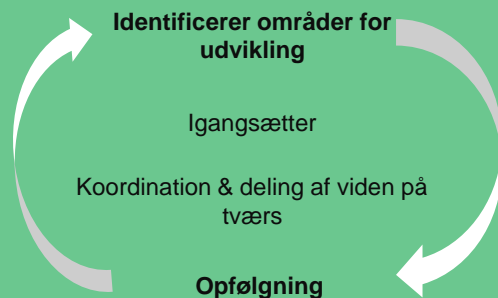 Identificerer områder for
udvikling
Igangsætter
Koordination & deling af viden på
tværs
Opfølgning